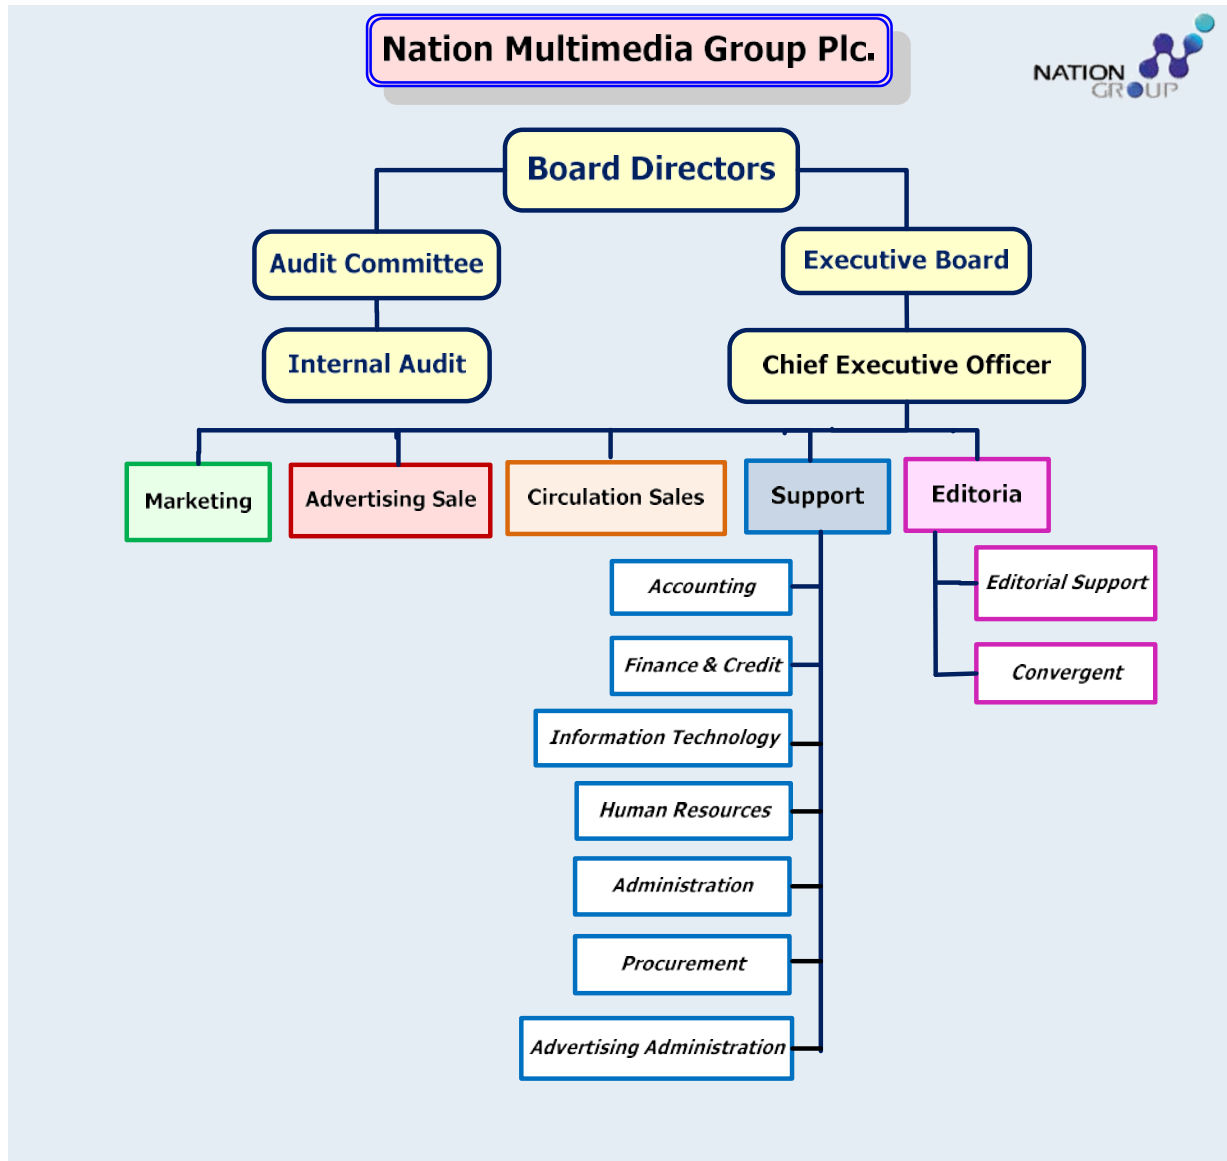 Nation Multimedia Group Plc.
NATION
GROUP
Board Directors
Audit Committee
Executive Board
Internal Audit
Chief Executive Officer
Marketing
Advertising Sale
Circulation Sales
Support
Editoria
Accounting
Finance & Credit
Information Technology
Human Resources
Administration
Procurement
Advertising Administration
Editorial Support
Convergent